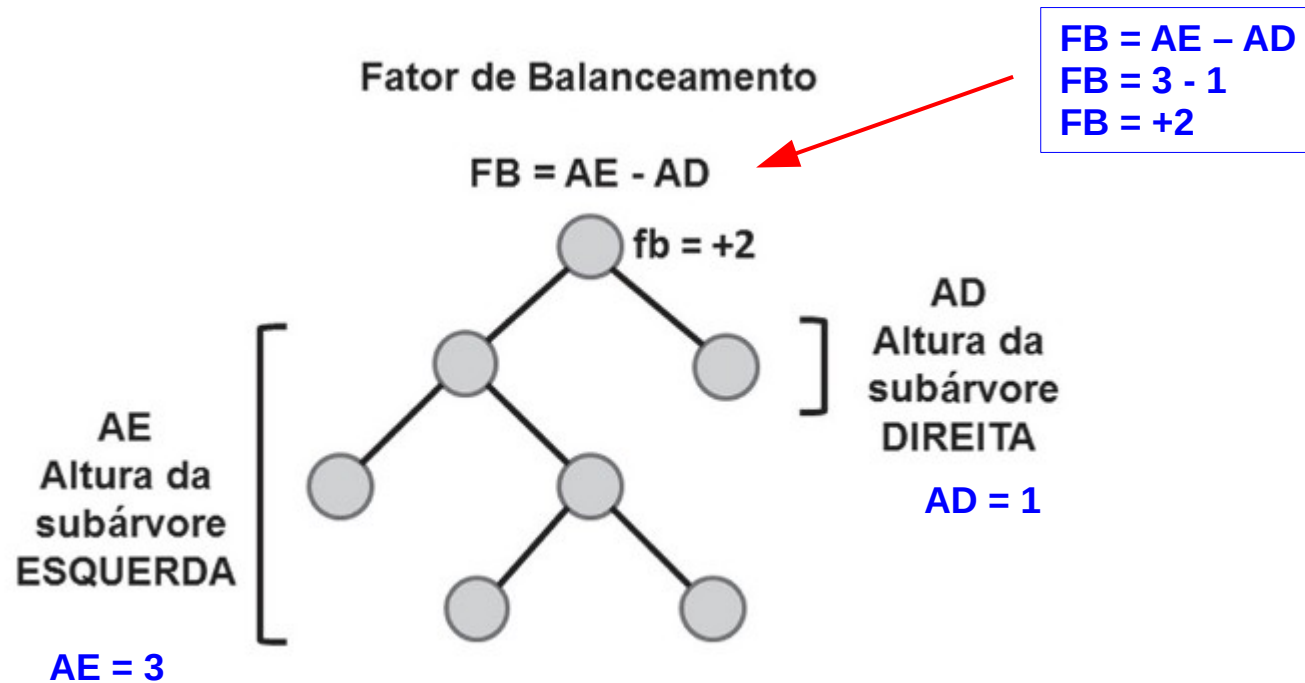 FB = AE – AD
FB = 3 - 1
FB = +2
Fator de Balanceamento
FB = AE - AD
fb = +2
AD
Altura da
subárvore
DIREITA
AD = 1
AE
Altura da
subárvore
ESQUERDA
AE = 3